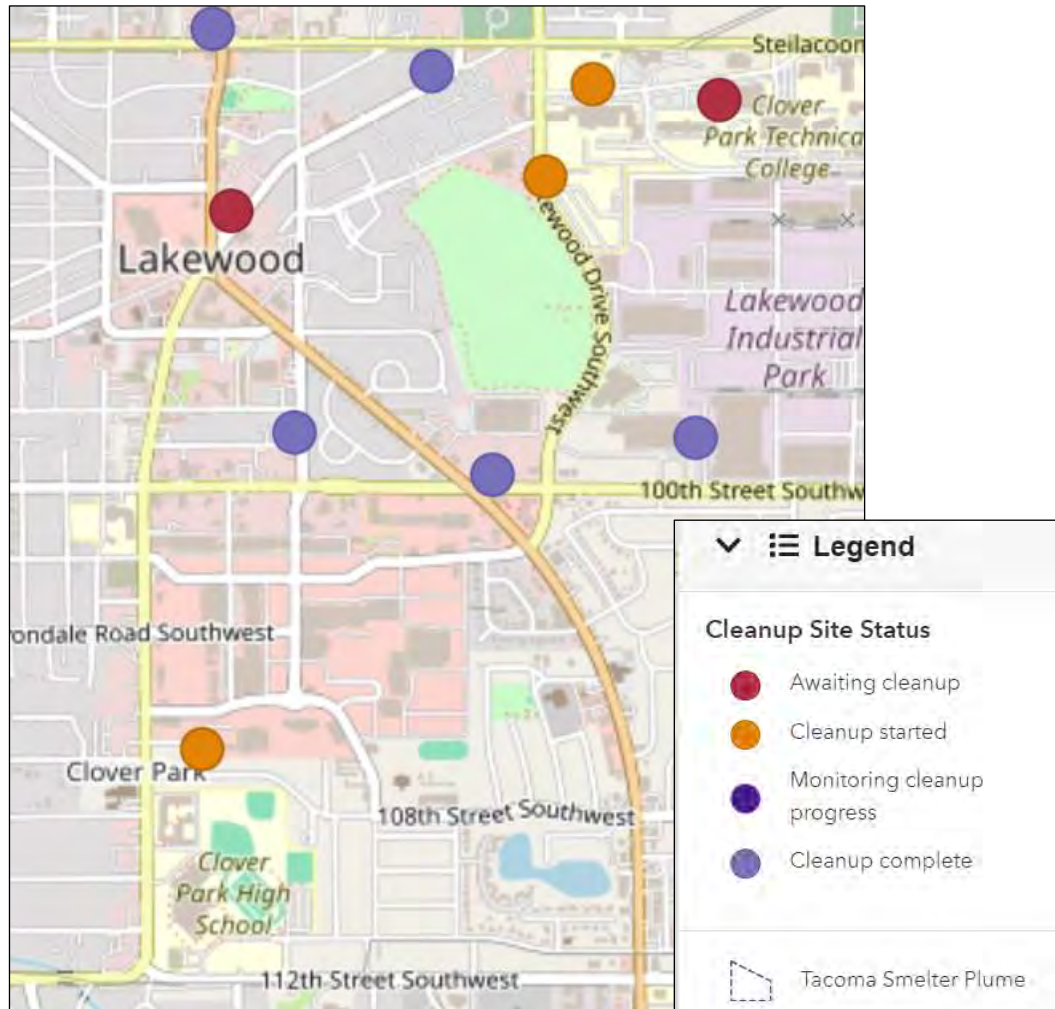 Steilacoom
Clover
Park Technica
College
ewood Drive Southwest
Lakewood
Lakewood
Industrial
Park
100th Street Southw
rondale Road Southwest
Clover Park
108th Street Southwest
Clover
Park High
School
112th Street Southwest
Legend
Cleanup Site Status
Awaiting cleanup
Cleanup started
Monitoring cleanup
progress
Cleanup complete
Tacoma Smelter Plume